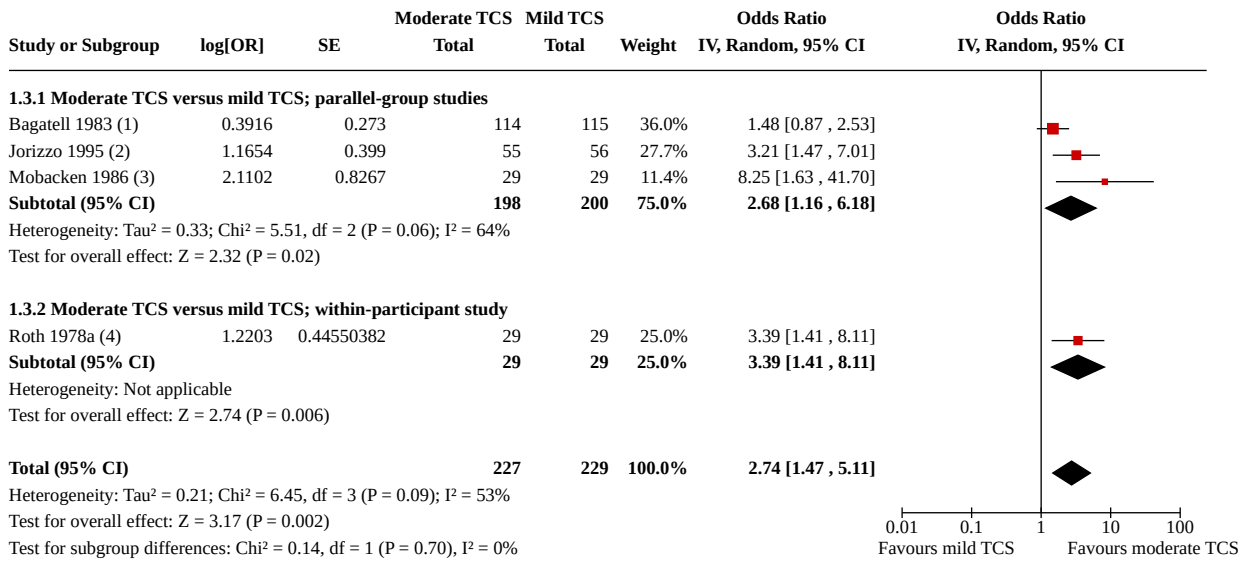 Moderate TCS Mild TCS Odds Ratio Odds Ratio
Study or Subgroup log[OR] SE Total Total Weight IV, Random, 95% CI IV, Random, 95% CI
1.3.1 Moderate TCS versus mild TCS; parallel-group studies
Bagatell 1983 (1) 0.3916 0.273 114 115 36.0% 1.48 [0.87 , 2.53]
Jorizzo 1995 (2) 1.1654 0.399 55 56 27.7% 3.21 [1.47 , 7.01]
Mobacken 1986 (3) 2.1102 0.8267 29 29 11.4% 8.25 [1.63 , 41.70]
Subtotal (95% CI) 198 200 75.0% 2.68 [1.16 , 6.18]
Heterogeneity: Tau² = 0.33; Chi² = 5.51, df = 2 (P = 0.06); I² = 64%
Test for overall effect: Z = 2.32 (P = 0.02)
1.3.2 Moderate TCS versus mild TCS; within-participant study
Roth 1978a (4) 1.2203 0.44550382 29 29 25.0% 3.39 [1.41 , 8.11]
Subtotal (95% CI) 29 29 25.0% 3.39 [1.41 , 8.11]
Heterogeneity: Not applicable
Test for overall effect: Z = 2.74 (P = 0.006)
Total (95% CI) 227 229 100.0% 2.74 [1.47 , 5.11]
Heterogeneity: Tau² = 0.21; Chi² = 6.45, df = 3 (P = 0.09); I² = 53%
Test for overall effect: Z = 3.17 (P = 0.002)
Test for subgroup differences: Chi² = 0.14, df = 1 (P = 0.70), I² = 0%
0.01 0.1 1 10 100
Favours mild TCS Favours moderate TCS